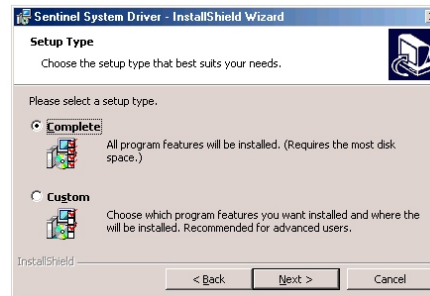 Sentinel System Driver - InstallShield Wizard
Setup Type
Choose the setup type that best suits your needs.
Please select a setup type.
Complete
All program features will be installed. (Requires the most disk
space.)
Custom
Choose which program features you want installed and where the
will be installed. Recommended for advanced users.
InstallShield
< Back Next > Cancel